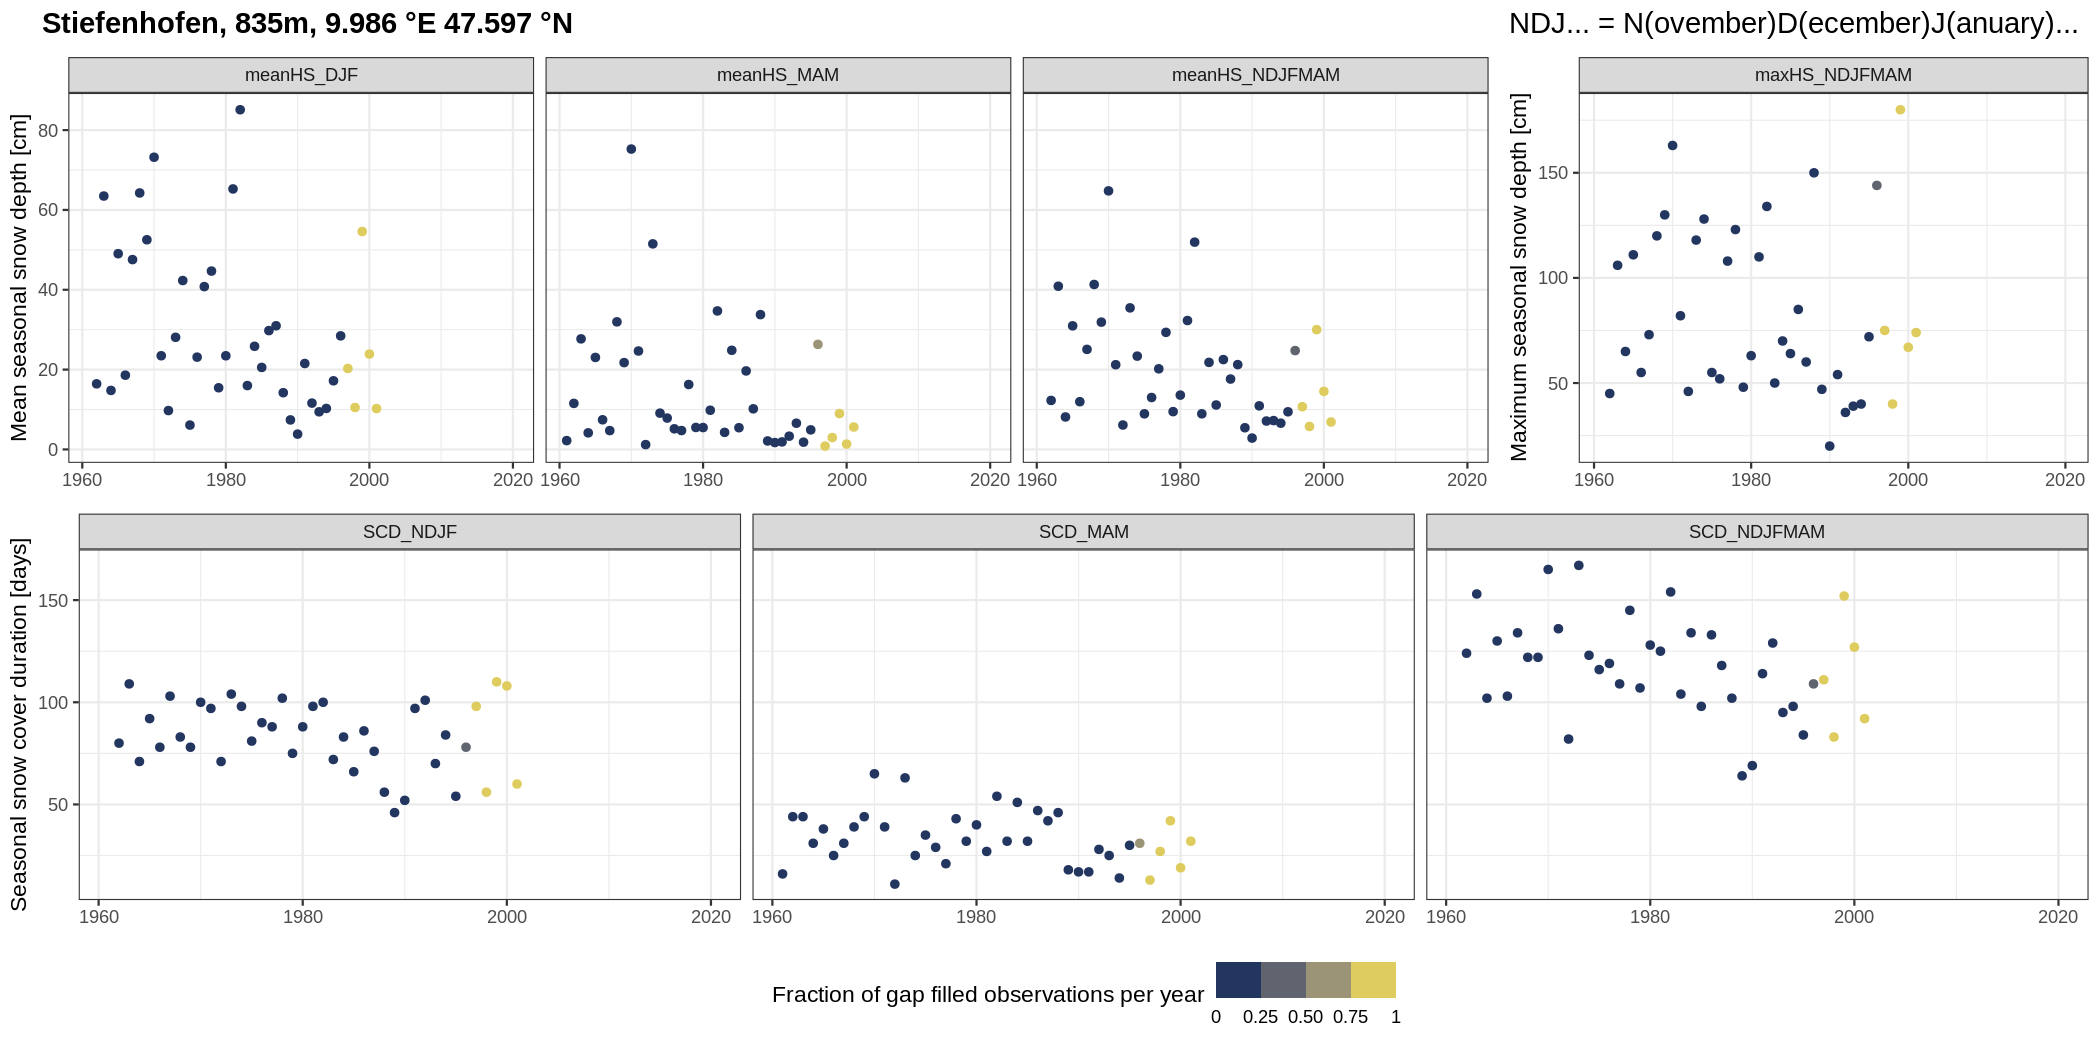 Stiefenhofen, 835m, 9.986 °E 47.597 °N
NDJ... = N(ovember)D(ecember)J(anuary)...
meanHS_DJF
meanHS_MAM
meanHS_NDJFMAM
maxHS_NDJFMAM
Mean seasonal snow depth [cm]
80
60
40
20
0
1960 1980 2000 2020
1960 1980 2000 2020
1960 1980 2000 2020
Maximum seasonal snow depth [cm]
150
100
50
1960 1980 2000 2020
SCD_NDJF
SCD_MAM
SCD_NDJFMAM
Seasonal snow cover duration [days]
150
100
50
1960 1980 2000 2020
1960 1980 2000 2020
1960 1980 2000 2020
Fraction of gap filled observations per year
0 0.25 0.50 0.75 1